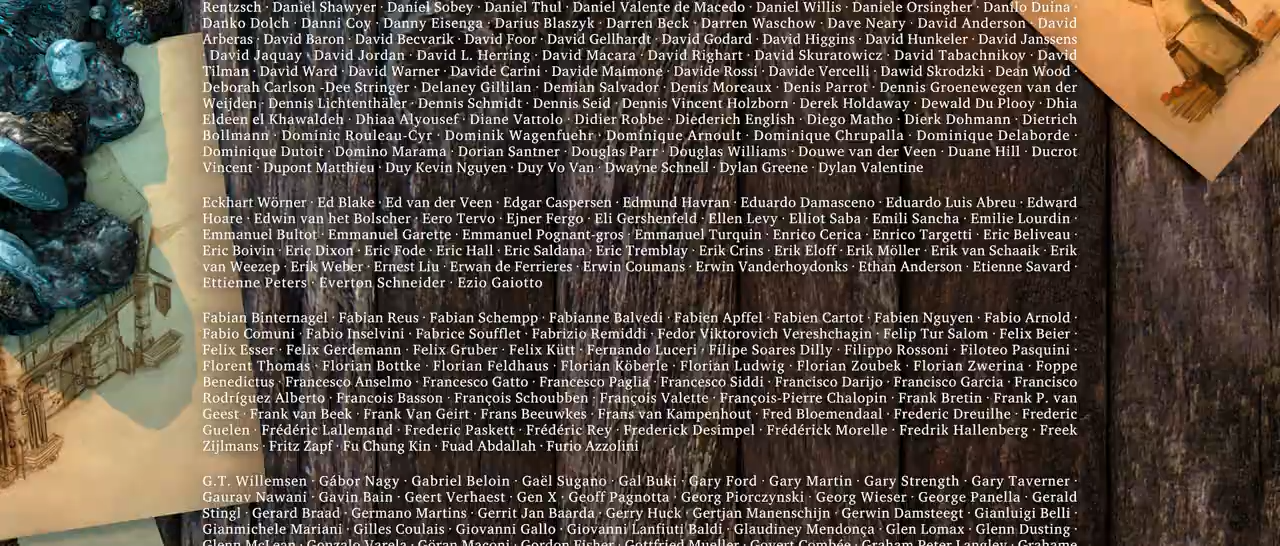 Rentzsch · Daniel Shawyer · Daniel Sobey · Daniel Thul · Daniel Valente de Macedo · Daniel Willis · Daniele Orsingher · Danilo Duina ·
Danko Dolch · Danni Coy · Danny Eisenga · Darius Blaszyk · Darren Beck · Darren Waschow · Dave Neary · David Anderson · David
Arberas · David Baron · David Becvarik · David Foor · David Gellhardt · David Godard · David Higgins · David Hunkeler · David Janssens
· David Jaquay · David Jordan · David L. Herring · David Macara · David Righart · David Skuratowicz · David Tabachnikov · David
Tilman · David Ward · David Warner · Davide Carini · Davide Maimone · Davide Rossi · Davide Vercelli · Dawid Skrodzki · Dean Wood ·
Deborah Carlson -Dee Stringer · Delaney Gillilan · Demian Salvador · Denis Moreaux · Denis Parrot · Dennis Groenewegen van der
Weijden · Dennis Lichtenthäler · Dennis Schmidt · Dennis Seid · Dennis Vincent Holzborn · Derek Holdaway · Dewald Du Plooy · Dhia
Eldeen el Khawaldeh · Dhiaa Alyousef · Diane Vattolo · Didier Robbe · Diederich English · Diego Matho · Dierk Dohmann · Dietrich
Bollmann · Dominic Rouleau-Cyr · Dominik Wagenfuehr · Dominique Arnoult · Dominique Chrupalla · Dominique Delaborde ·
Dominique Dutoit · Domino Marama · Dorian Santner · Douglas Parr · Douglas Williams · Douwe van der Veen · Duane Hill · Ducrot
Vincent · Dupont Matthieu · Duy Kevin Nguyen · Duy Vo Van · Dwayne Schnell · Dylan Greene · Dylan Valentine
Eckhart Wörner · Ed Blake · Ed van der Veen · Edgar Caspersen · Edmund Havran · Eduardo Damasceno · Eduardo Luis Abreu · Edward
Hoare · Edwin van het Bolscher · Eero Tervo · Ejner Fergo · Eli Gershenfeld · Ellen Levy · Elliot Saba · Emili Sancha · Emilie Lourdin ·
Emmanuel Bultot · Emmanuel Garette · Emmanuel Pognant-gros · Emmanuel Turquin · Enrico Cerica · Enrico Targetti · Eric Beliveau ·
Eric Boivin · Eric Dixon · Eric Fode · Eric Hall · Eric Saldana · Eric Tremblay · Erik Crins · Erik Eloff · Erik Möller · Erik van Schaaik · Erik
van Weezep · Erik Weber · Ernest Liu · Erwan de Ferrieres · Erwin Coumans · Erwin Vanderhoydonks · Ethan Anderson · Etienne Savard ·
Ettienne Peters · Everton Schneider · Ezio Gaiotto
Fabian Binternagel · Fabian Reus · Fabian Schempp · Fabianne Balvedi · Fabien Apffel · Fabien Cartot · Fabien Nguyen · Fabio Arnold ·
Fabio Comuni · Fabio Inselvini · Fabrice Soufflet · Fabrizio Remiddi · Fedor Viktorovich Vereshchagin · Felip Tur Salom · Felix Beier ·
Felix Esser · Felix Gerdemann · Felix Gruber · Felix Kütt · Fernando Luceri · Filipe Soares Dilly · Filippo Rossoni · Filoteo Pasquini ·
Florent Thomas · Florian Bottke · Florian Feldhaus · Florian Köberle · Florian Ludwig · Florian Zoubek · Florian Zwerina · Foppe
Benedictus · Francesco Anselmo · Francesco Gatto · Francesco Paglia · Francesco Siddi · Francisco Darijo · Francisco Garcia · Francisco
Rodríguez Alberto · Francois Basson · François Schoubben · François Valette · François-Pierre Chalopin · Frank Bretin · Frank P. van
Geest · Frank van Beek · Frank Van Geirt · Frans Beeuwkes · Frans van Kampenhout · Fred Bloemendaal · Frederic Dreuilhe · Frederic
Guelen · Frédéric Lallemand · Frederic Paskett · Frédéric Rey · Frederick Desimpel · Frédérick Morelle · Fredrik Hallenberg · Freek
Zijlmans · Fritz Zapf · Fu Chung Kin · Fuad Abdallah · Furio Azzolini
G.T. Willemsen · Gábor Nagy · Gabriel Beloin · Gaël Sugano · Gal Buki · Gary Ford · Gary Martin · Gary Strength · Gary Taverner ·
Gaurav Nawani · Gavin Bain · Geert Verhaest · Gen X · Geoff Pagnotta · Georg Piorczynski · Georg Wieser · George Panella · Gerald
Stingl · Gerard Braad · Germano Martins · Gerrit Jan Baarda · Gerry Huck · Gertjan Manenschijn · Gerwin Damsteegt · Gianluigi Belli ·
Gianmichele Mariani · Gilles Coulais · Giovanni Gallo · Giovanni Lanfiuti Baldi · Glaudiney Mendonça · Glen Lomax · Glenn Dusting ·
Glenn McLean · Gonzalo Varela · Göran Maconi · Gordon Fisher · Gottfried Mueller · Govert Combée · Graham Peter Langley · Grahame